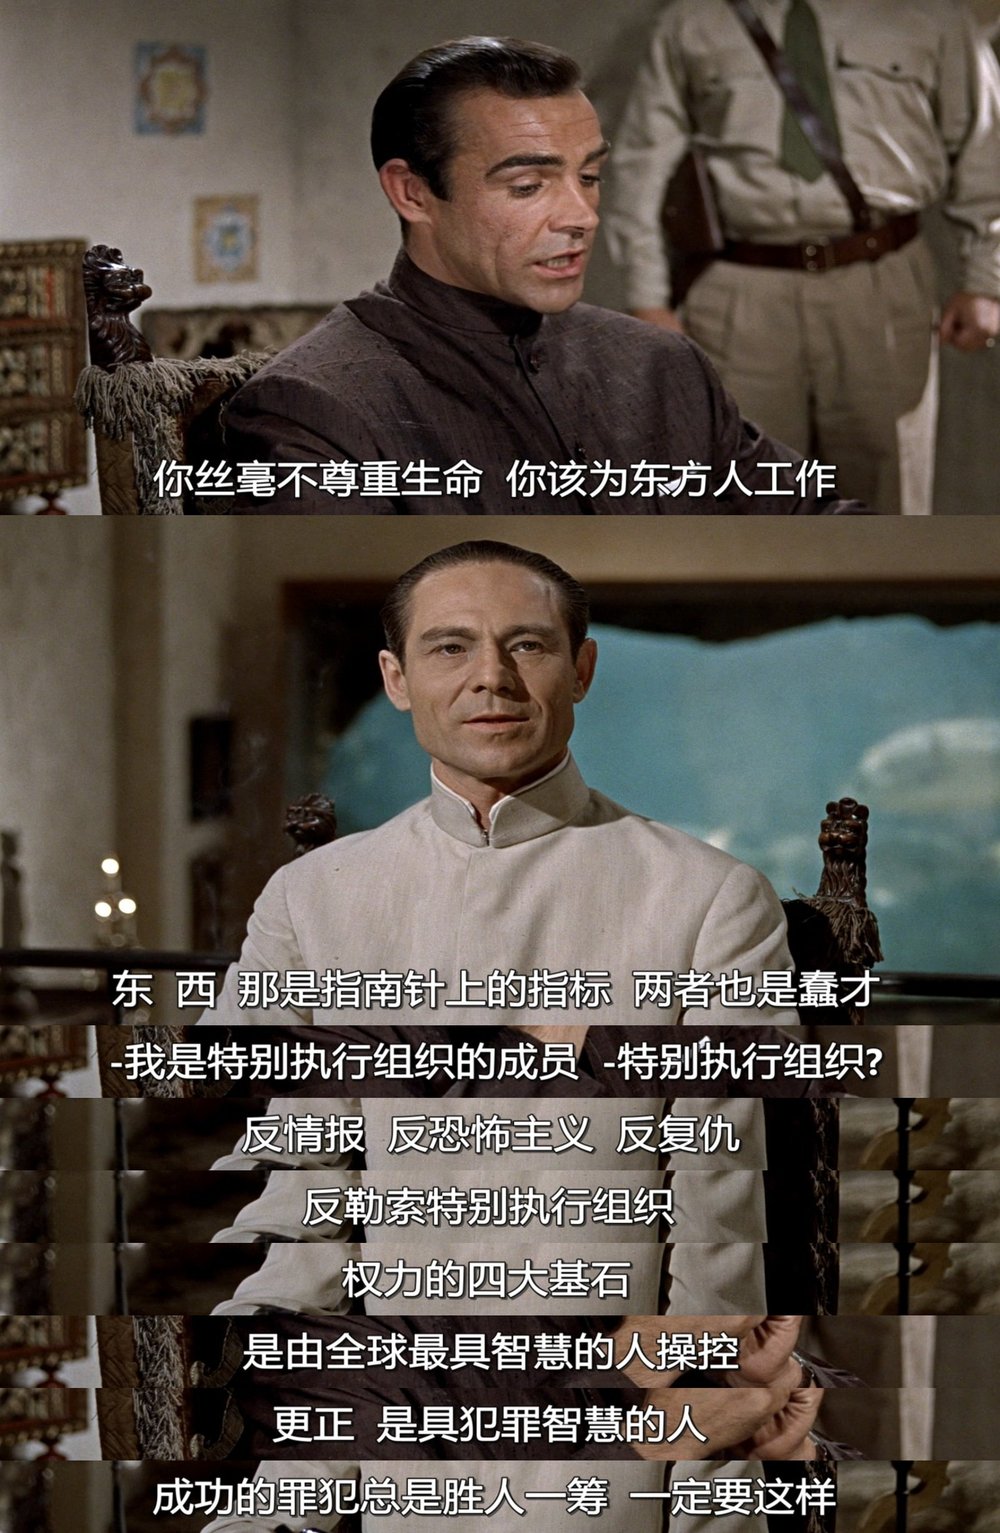 你丝毫不尊重生命 你该为东方人工作
东 西 那是指南针上的指标 两者也是蠢才
-我是特别执行组织的成员 -特别执行组织?
反情报 反恐怖主义 反复仇
反勒索特别执行组织
权力的四大基石
是由全球最具智慧的人操控
更正 是具犯罪智慧的人
成功的罪犯总是胜人一筹 一定要这样